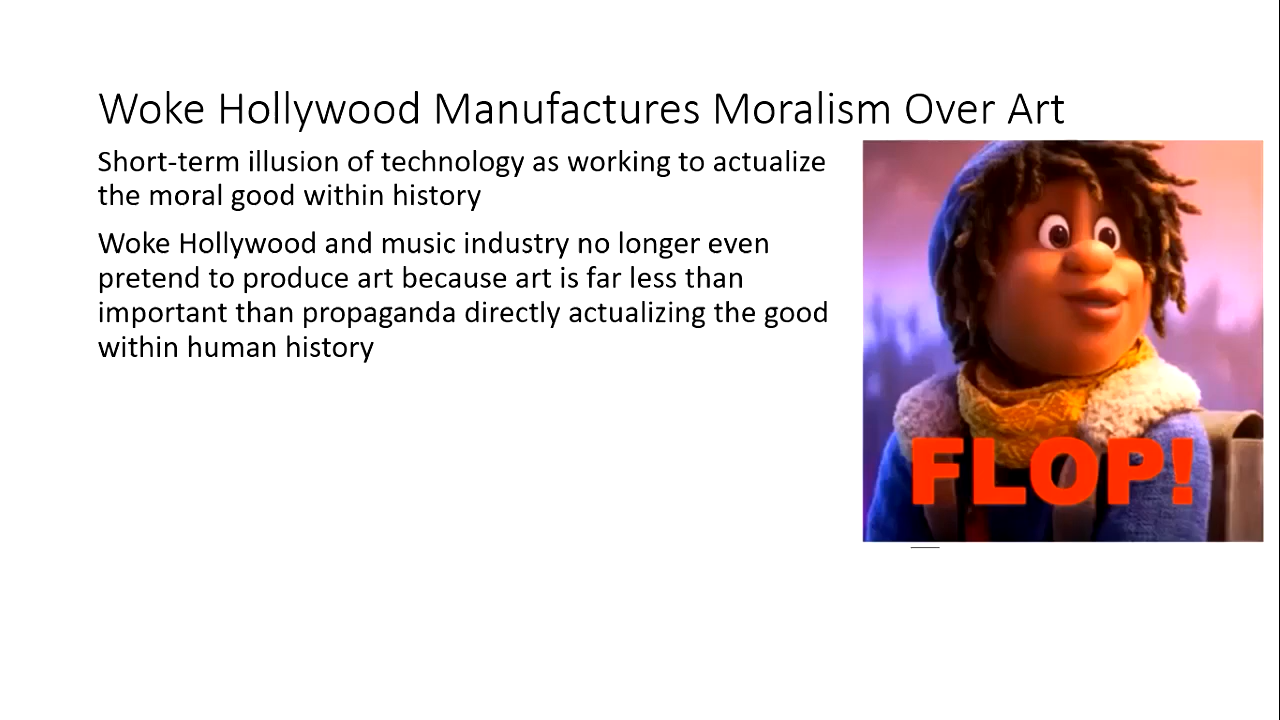 Woke Hollywood Manufactures Moralism Over Art
Short-term illusion of technology as working to actualize
the moral good within history
Woke Hollywood and music industry no longer even
pretend to produce art because art is far less than
important than propaganda directly actualizing the good
within human history
FLOP!